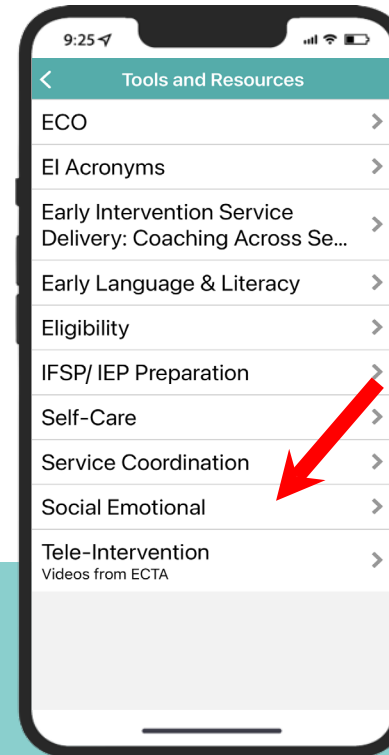 9:25
Tools and Resources
ECO
EI Acronyms
Early Intervention Service
Delivery: Coaching Across Se...
Early Language & Literacy
Eligibility
IFSP/ IEP Preparation
Self-Care
Service Coordination
Social Emotional
Tele-Intervention
Videos from ECTA